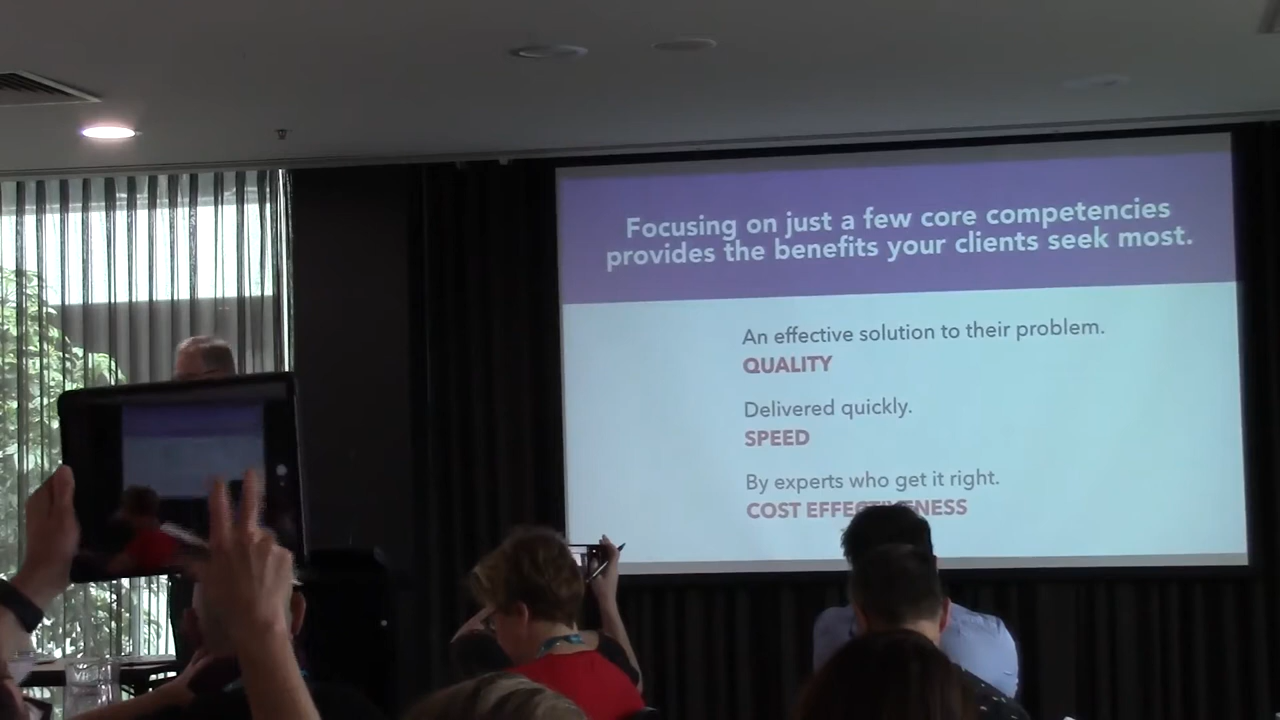 Focusing on just a few core competencies
provides the benefits your clients seek most.
An effective solution to their problem.
QUALITY
Delivered quickly.
SPEED
By experts who get it right.
COST EFFECTIVENESS